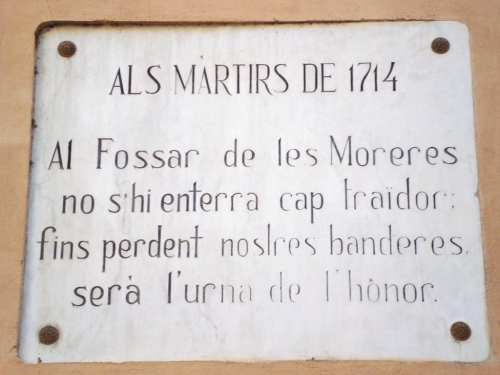 ALS MÀRTIRS DE 1714
Al Fossar de les Moreres
no s'hi enterra cap traïdor:
fins perdent nostres banderes,
serà l'urna de l'hònor.